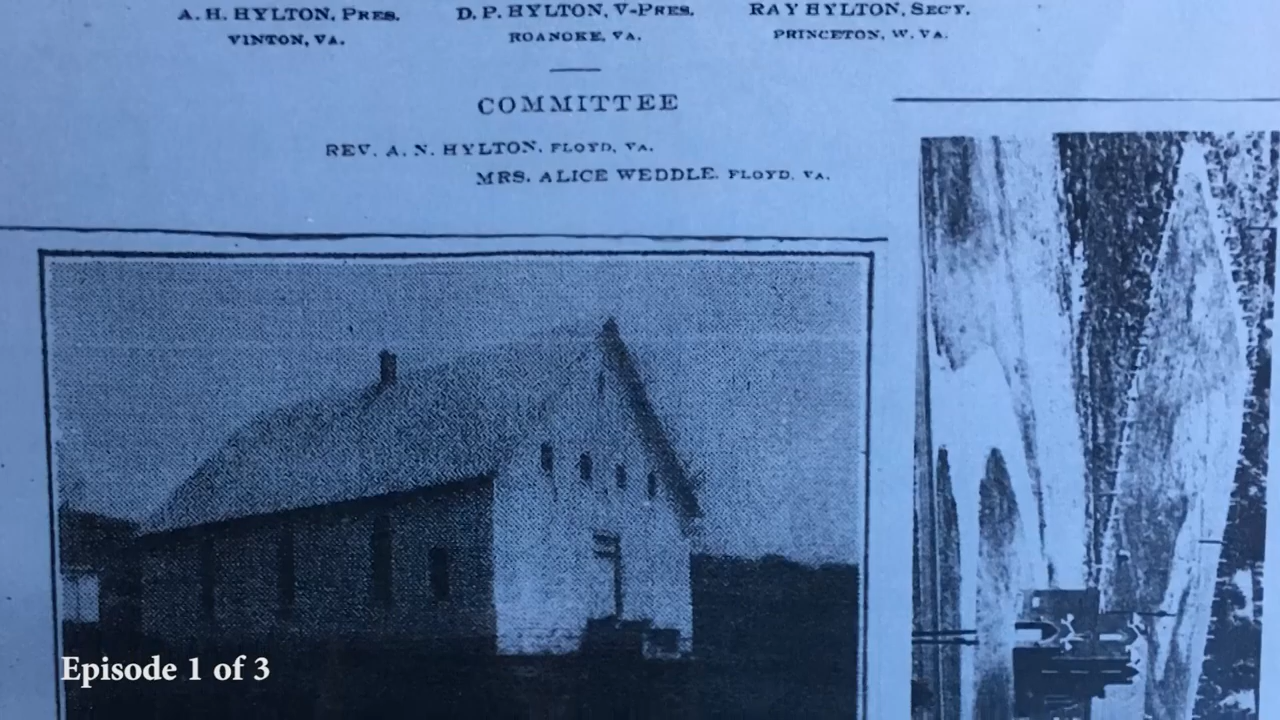 A. H. HYLTON, PRES. D. P. HYLTON, V-PRES. RAY HYLTON, SECY.
VINTON, VA. ROANOKE, VA. PRINCETON, W. VA.
COMMITTEE
REV. A. N. HYLTON. FLOYD, VA.
MRS. ALICE WEDDLE. FLOYD, VA.
Episode 1 of 3